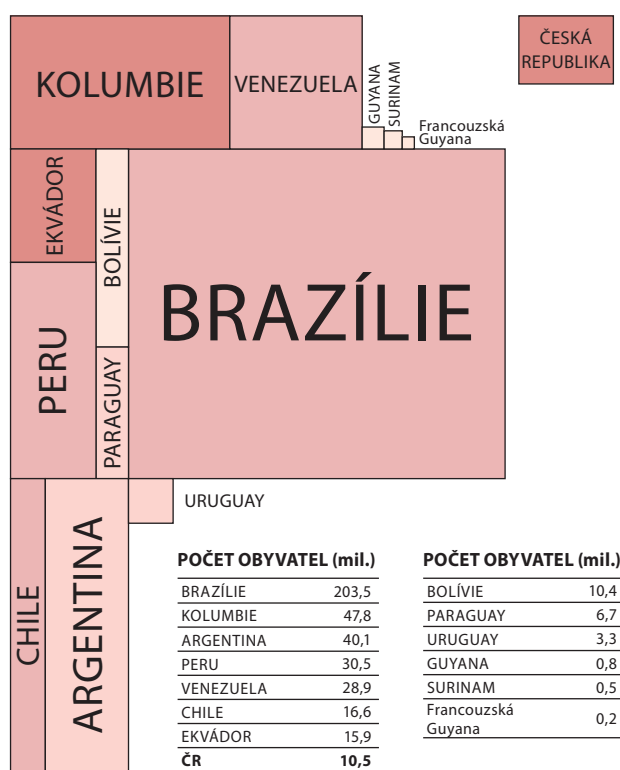 KOLUMBIE
VENEZUELA
GUYANA
SURINAM
Francouzská
Guyana
ČESKÁ
REPUBLIKA
EKVÁDOR
BOLÍVIE
BRAZÍLIE
PERU
PARAGUAY
URUGUAY
CHILE
ARGENTINA
POČET OBYVATEL (mil.)
BRAZÍLIE 203,5
KOLUMBIE 47,8
ARGENTINA 40,1
PERU 30,5
VENEZUELA 28,9
CHILE 16,6
EKVÁDOR 15,9
ČR 10,5
POČET OBYVATEL (mil.)
BOLÍVIE 10,4
PARAGUAY 6,7
URUGUAY 3,3
GUYANA 0,8
SURINAM 0,5
Francouzská
Guyana 0,2